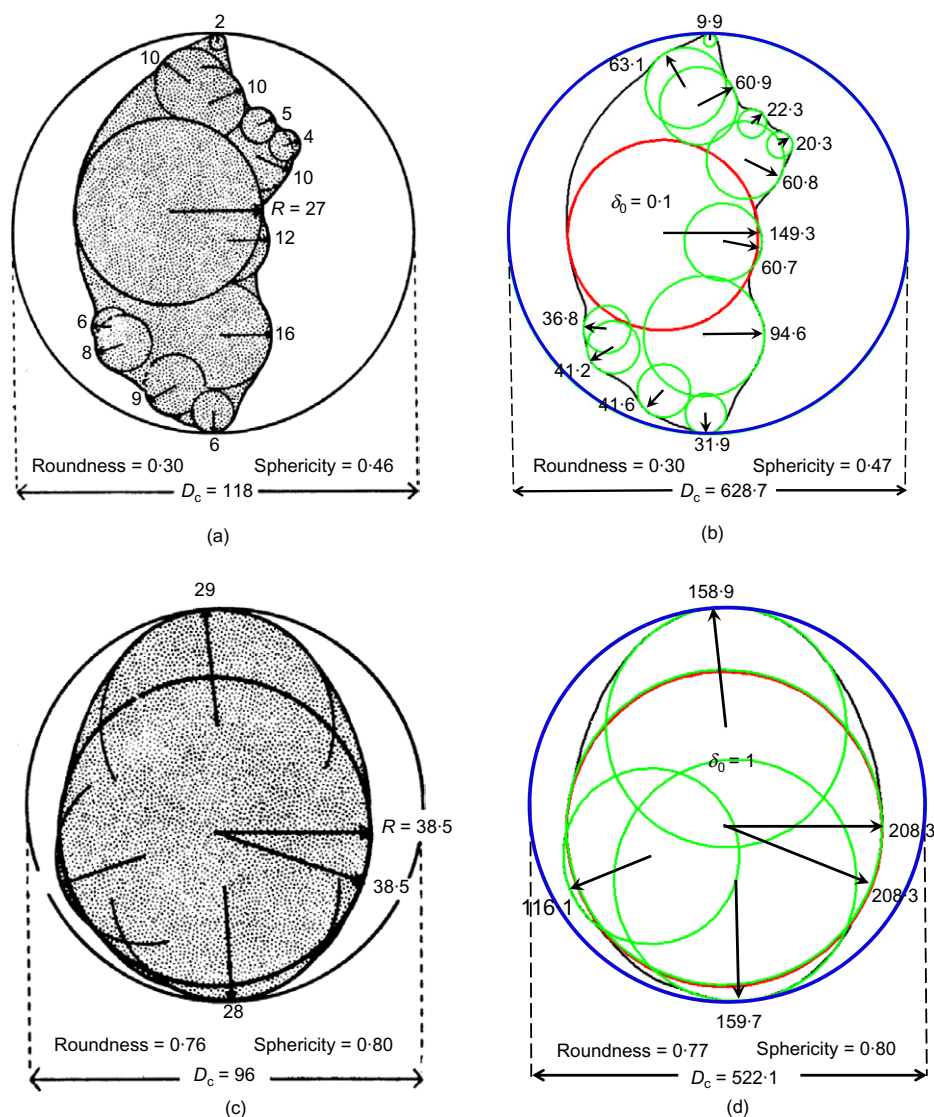 2
10
10
5
4
10
R = 27
12
6
16
8
9
6
Roundness = 0·30 Sphericity = 0·46
Dc = 118
(a)
9·9
63·1
60·9
22·3
20·3
60·8
δ0 = 0·1
149·3
60·7
36·8
94·6
41·2
41·6
31·9
Roundness = 0·30 Sphericity = 0·47
Dc = 628·7
(b)
29
R = 38·5
38·5
28
Roundness = 0·76 Sphericity = 0·80
Dc = 96
(c)
158·9
δ0 = 1
208·3
208·3
116·1
159·7
Roundness = 0·77 Sphericity = 0·80
Dc = 522·1
(d)